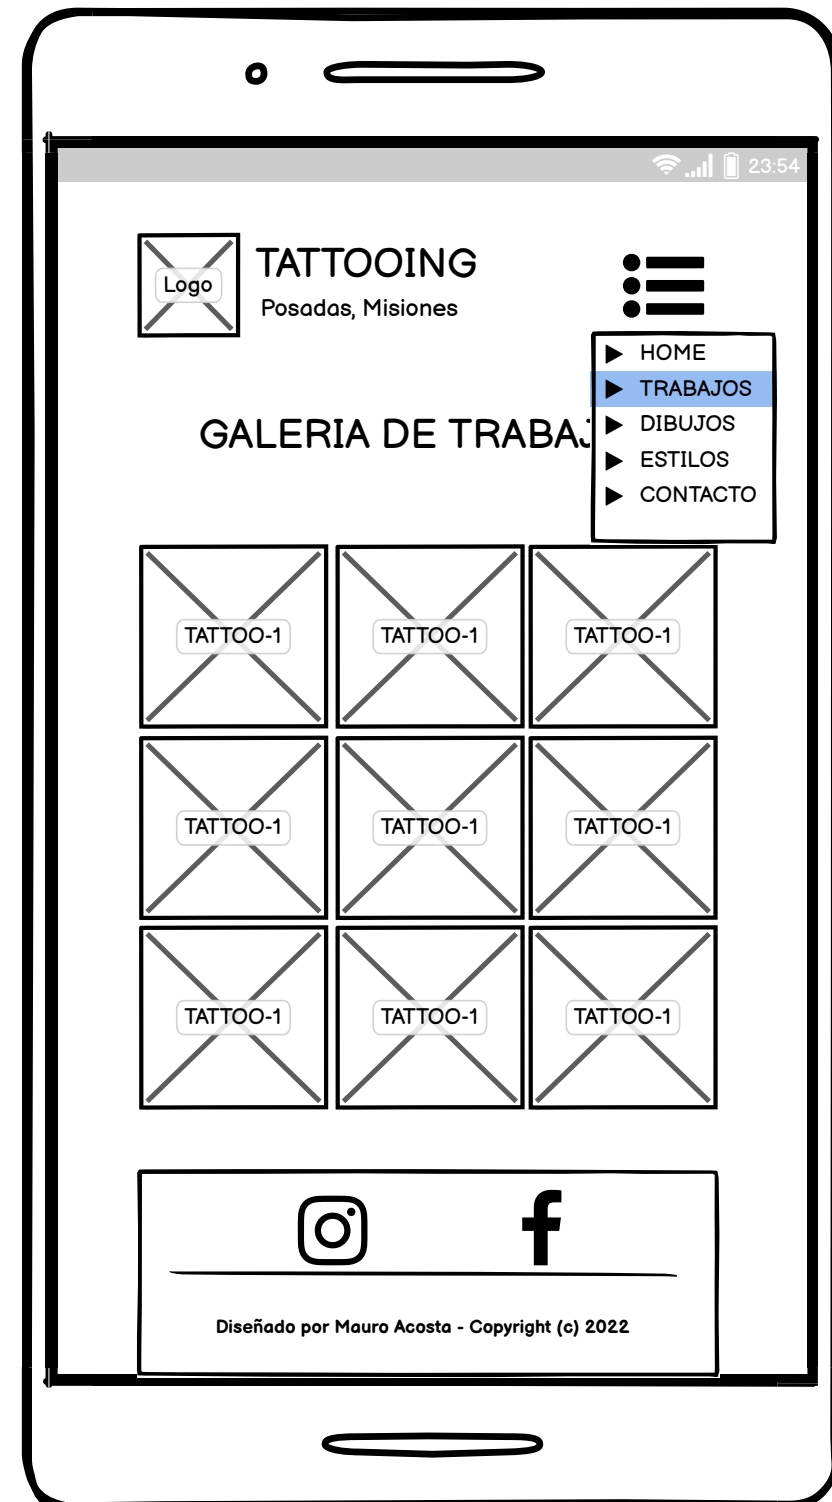 23:54
Logo
TATTOOING
Posadas, Misiones
HOME
TRABAJOS
DIBUJOS
ESTILOS
CONTACTO
GALERIA DE TRABAJ
TATTOO-1 TATTOO-1 TATTOO-1
TATTOO-1 TATTOO-1 TATTOO-1
TATTOO-1 TATTOO-1 TATTOO-1
Diseñado por Mauro Acosta - Copyright (c) 2022